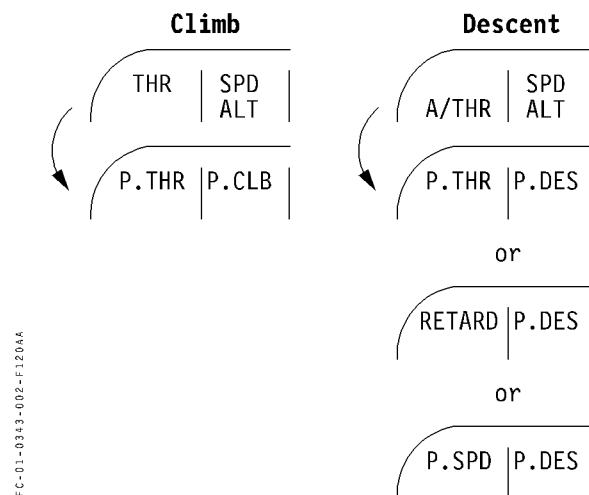 Climb
THR SPD
ALT
P.THR P.CLB
Descent
SPD
A/THR ALT
P.THR P.DES
or
RETARD P.DES
or
P.SPD P.DES
FC-01-0343-002-F120AA